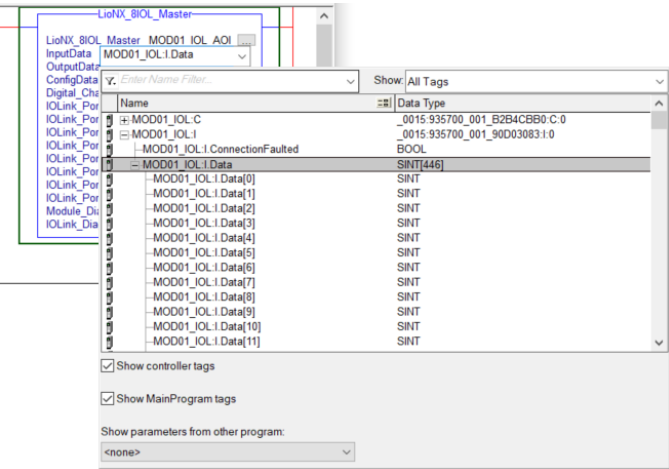 LioNX_8IOL_Master
LioNX_8IOL_Master MOD01_IOL_AOI ...
InputData MOD01_IOL:I.Data
OutputData
ConfigData Enter Name Filter... Show: All Tags
Digital_Cha
Name Data Type
IOLink_Por MOD01_IOL:C _0015:935700_001_B2B4CBB0:C:0
IOLink_Por MOD01_IOL:I _0015:935700_001_90D03083:I:0
IOLink_Por MOD01_IOL:I.ConnectionFaulted BOOL
IOLink_Por MOD01_IOL:I.Data SINT[446]
IOLink_Por MOD01_IOL:I.Data[0] SINT
IOLink_Por MOD01_IOL:I.Data[1] SINT
IOLink_Por MOD01_IOL:I.Data[2] SINT
Module_Dia MOD01_IOL:I.Data[3] SINT
IOLink_Dia MOD01_IOL:I.Data[4] SINT
MOD01_IOL:I.Data[5] SINT
MOD01_IOL:I.Data[6] SINT
MOD01_IOL:I.Data[7] SINT
MOD01_IOL:I.Data[8] SINT
MOD01_IOL:I.Data[9] SINT
MOD01_IOL:I.Data[10] SINT
MOD01_IOL:I.Data[11] SINT
Show controller tags
Show MainProgram tags
Show parameters from other program:
<none>